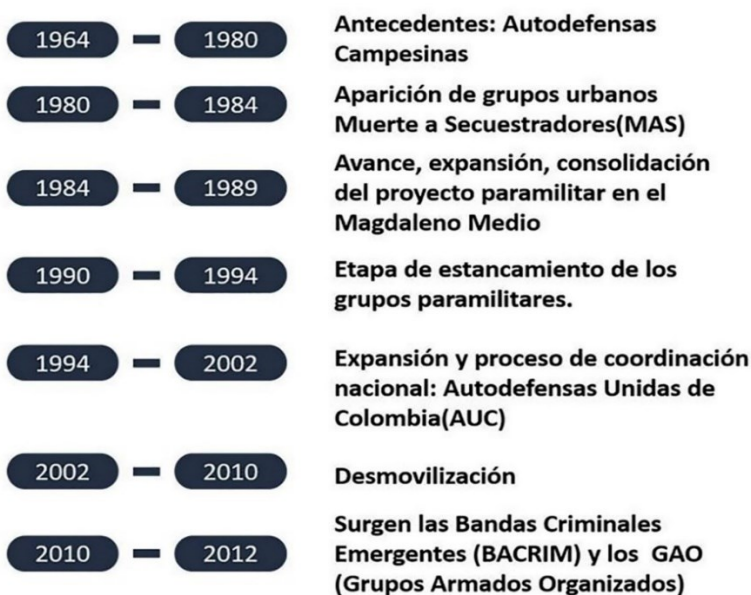 1964 - 1980 Antecedentes: Autodefensas
Campesinas
1980 - 1984 Aparición de grupos urbanos
Muerte a Secuestradores(MAS)
1984 - 1989 Avance, expansión, consolidación
del proyecto paramilitar en el
Magdaleno Medio
1990 - 1994 Etapa de estancamiento de los
grupos paramilitares.
1994 - 2002 Expansión y proceso de coordinación
nacional: Autodefensas Unidas de
Colombia(AUC)
2002 - 2010 Desmovilización
2010 - 2012 Surgen las Bandas Criminales
Emergentes (BACRIM) y los GAO
(Grupos Armados Organizados)